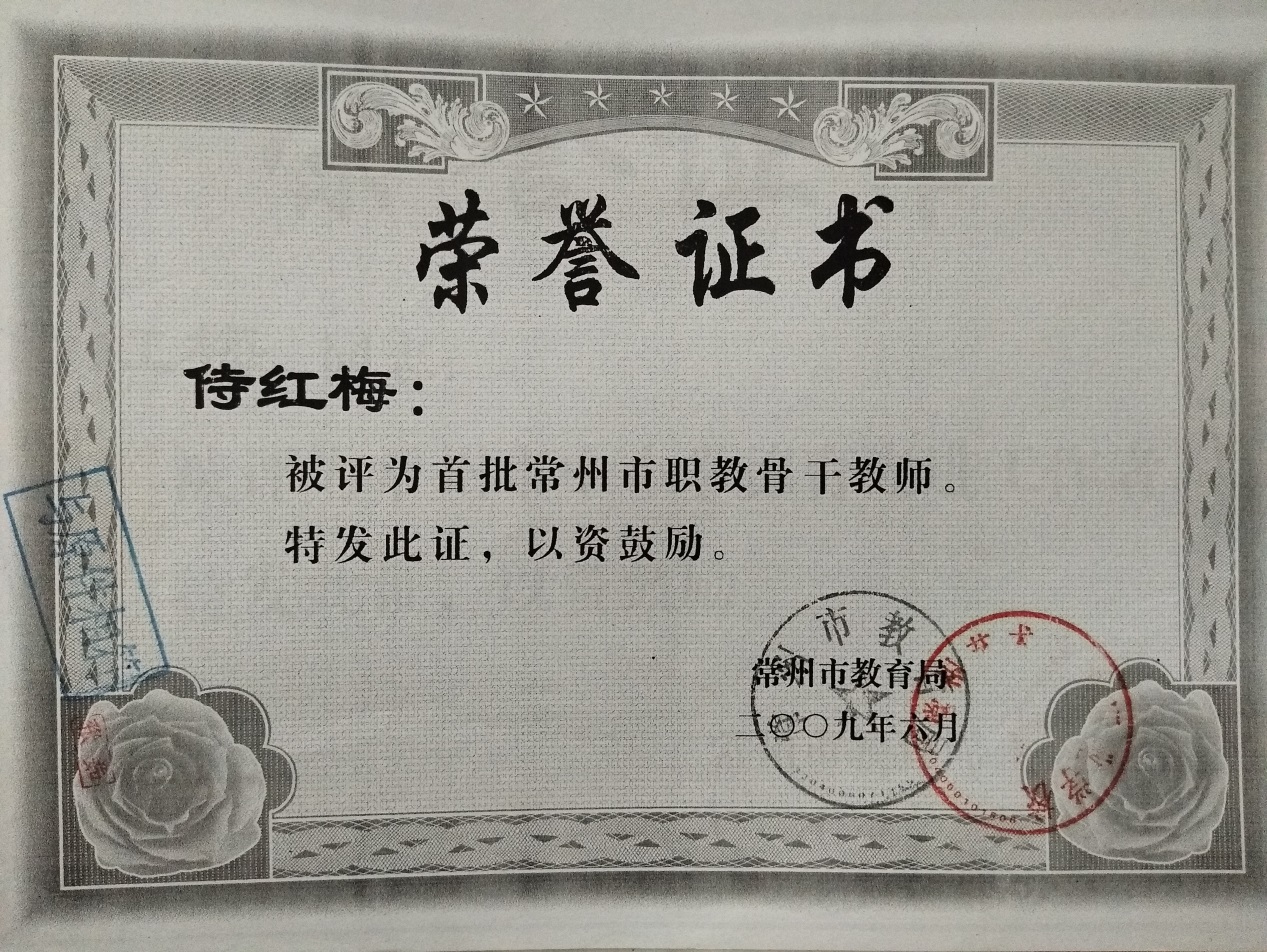 荣誉证书
侍红梅：
被评为首批常州市职教骨干教师。
特发此证，以资鼓励。
市教
常州市教育局
二〇〇九年六月